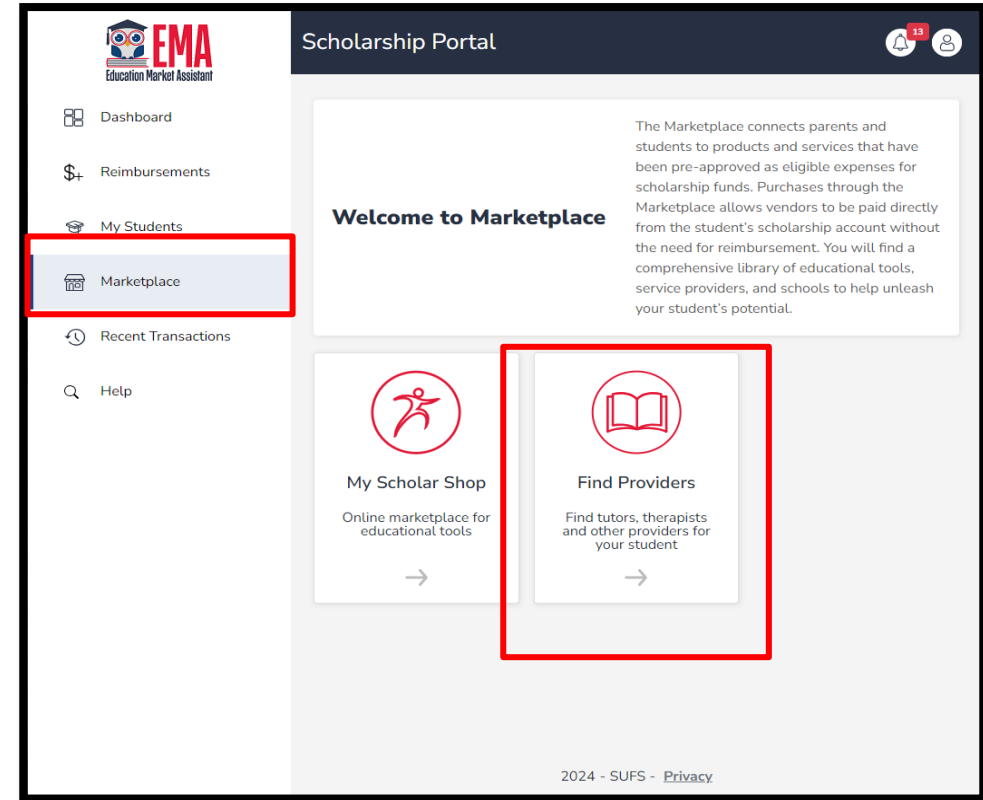 EMA
Education Market Assistant
Scholarship Portal
13
Dashboard
Reimbursements
My Students
Marketplace
Recent Transactions
Help
Welcome to Marketplace
The Marketplace connects parents and
students to products and services that have
been pre-approved as eligible expenses for
scholarship funds. Purchases through the
Marketplace allows vendors to be paid directly
from the student's scholarship account without
the need for reimbursement. You will find a
comprehensive library of educational tools,
service providers, and schools to help unleash
your student's potential.
My Scholar Shop
Online marketplace for
educational tools
Find Providers
Find tutors, therapists
and other providers for
your student
2024 - SUFS - Privacy